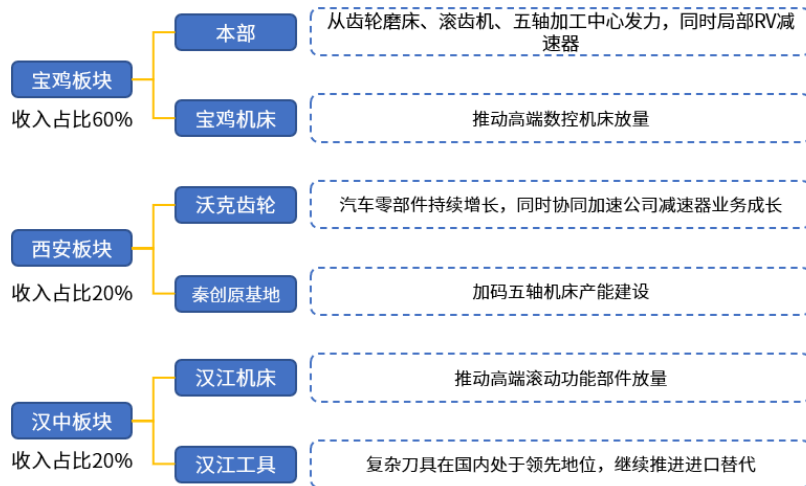 本部
从齿轮磨床、滚齿机、五轴加工中心发力，同时局部RV减
速器
宝鸡板块
收入占比60%
宝鸡机床
推动高端数控机床放量
沃克齿轮
汽车零部件持续增长，同时协同加速公司减速器业务成长
西安板块
收入占比20%
秦创原基地
加码五轴机床产能建设
汉江机床
推动高端滚动功能部件放量
汉中板块
收入占比20%
汉江工具
复杂刀具在国内处于领先地位，继续推进进口替代